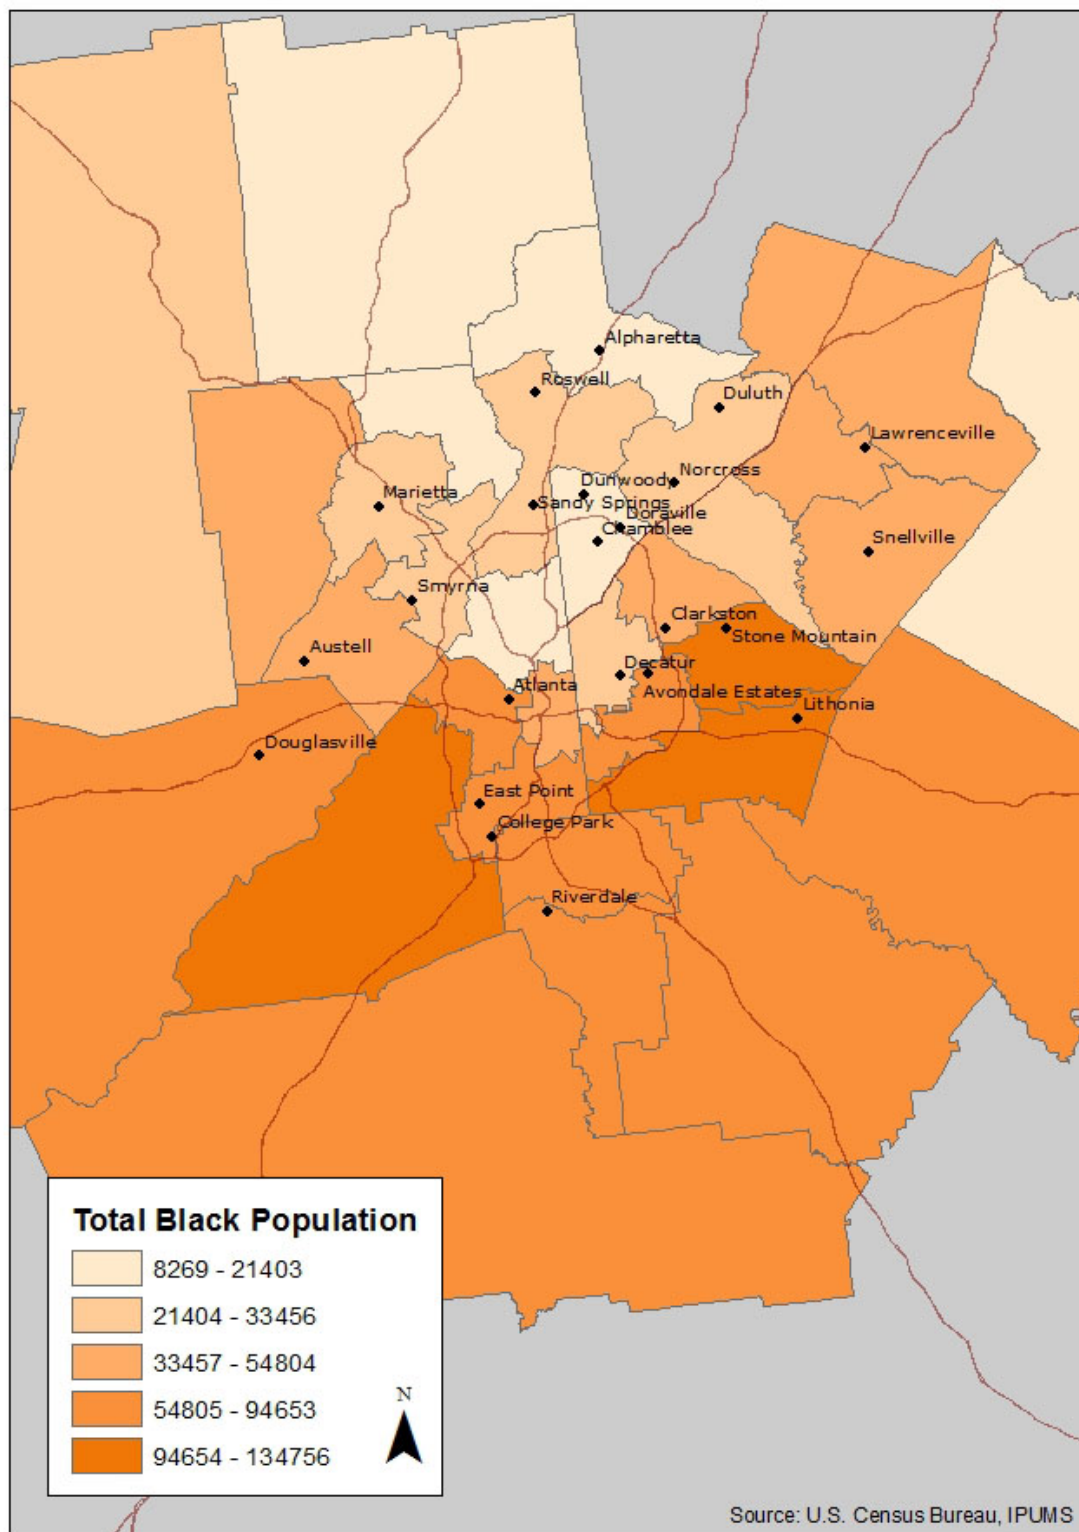 Alpharetta
Roswell
Duluth
Lawrenceville
Norcross
Dunwoody
Marietta
Sandy Springs
Doraville
Chamblee
Snellville
Smyrna
Clarkston
Stone Mountain
Austell
Decatur
Atlanta
Avondale Estates
Lithonia
Douglasville
East Point
College Park
Riverdale
Total Black Population
8269 - 21403
21404 - 33456
33457 - 54804
54805 - 94653
94654 - 134756
N
Source: U.S. Census Bureau, IPUMS